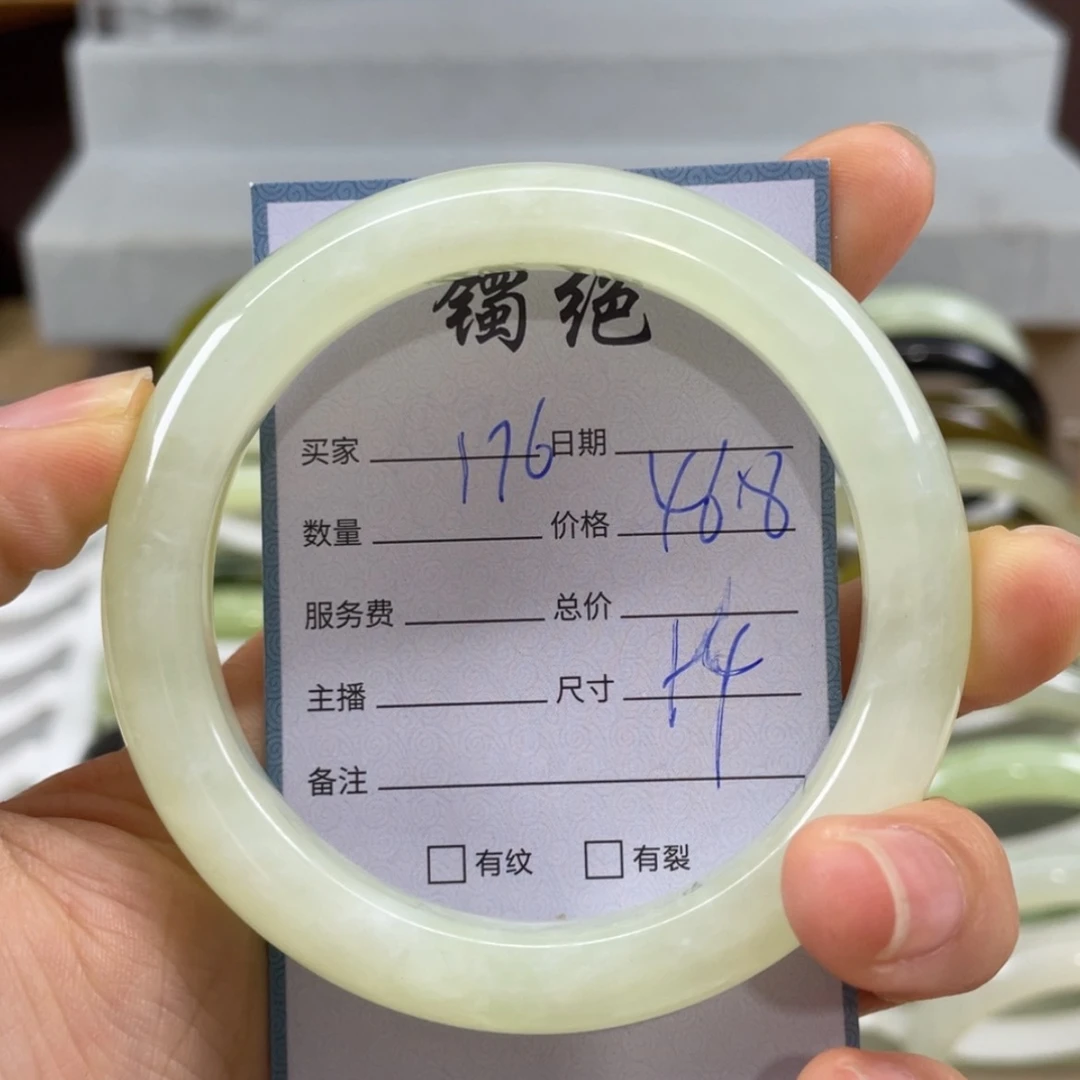 镯绝
买家 176 日期
数量 价格 468
服务费 总价
主播 尺寸
备注
□有纹 □有裂